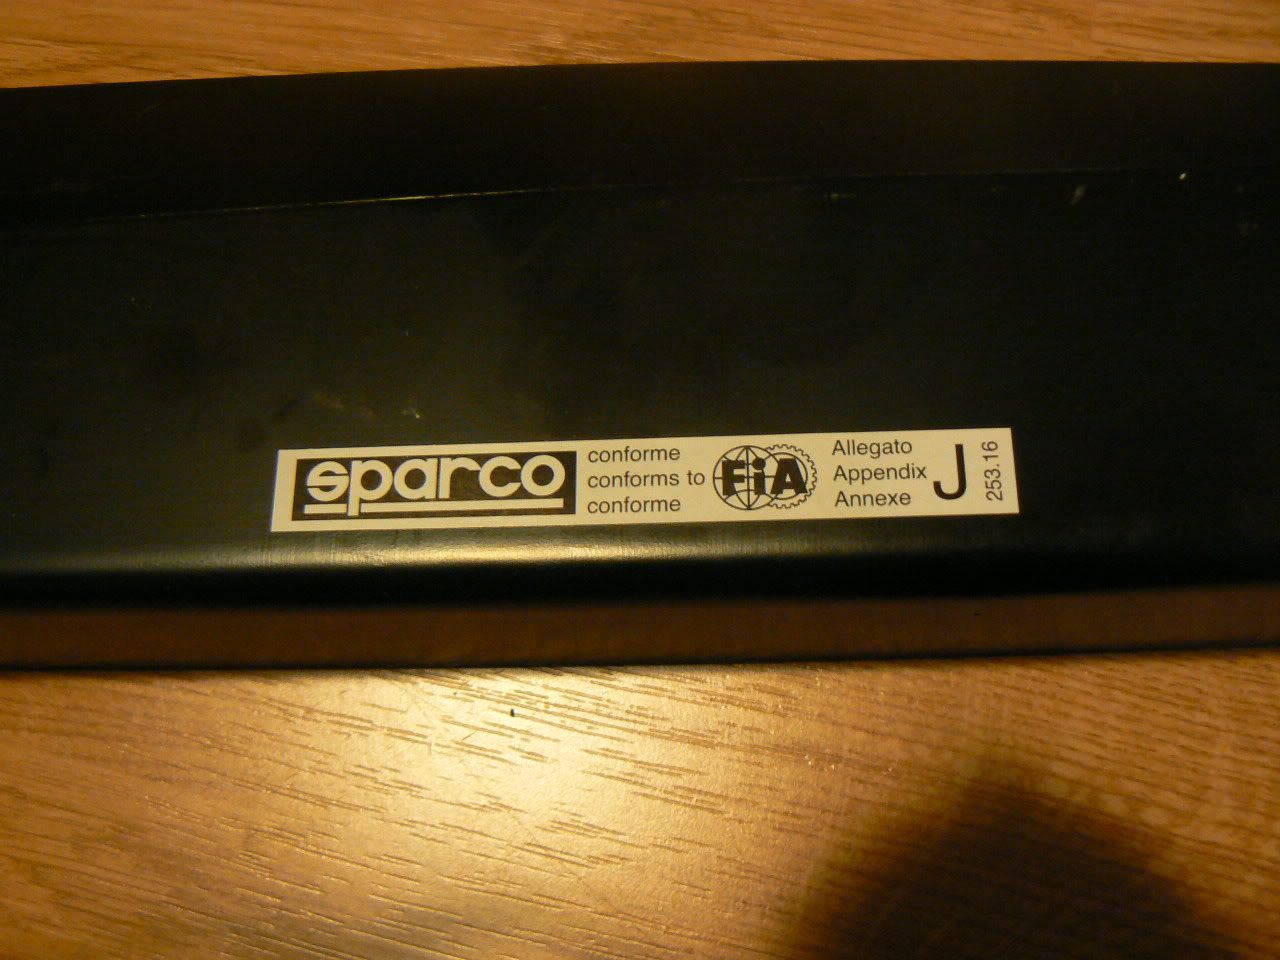 sparco
conforme
conforms to
conforme
FiA
Allegato
Appendix
Annexe
J
253.16